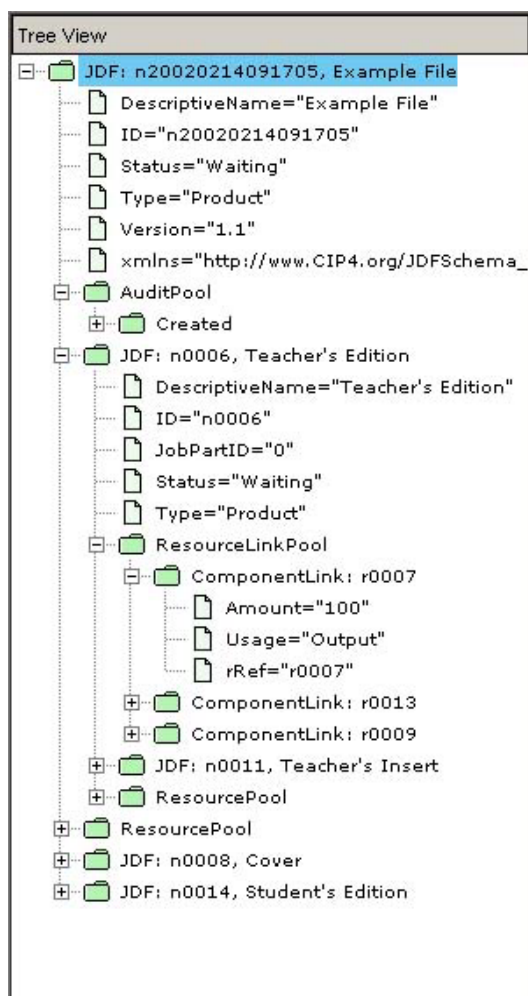 Tree View
JDF: n20020214091705, Example File
DescriptiveName="Example File"
ID="n20020214091705"
Status="Waiting"
Type="Product"
Version="1.1"
xmlns="http://www.CIP4.org/JDFSchema_
AuditPool
Created
JDF: n0006, Teacher's Edition
DescriptiveName="Teacher's Edition"
ID="n0006"
JobPartID="0"
Status="Waiting"
Type="Product"
ResourceLinkPool
ComponentLink: r0007
Amount="100"
Usage="Output"
rRef="r0007"
ComponentLink: r0013
ComponentLink: r0009
JDF: n0011, Teacher's Insert
ResourcePool
ResourcePool
JDF: n0008, Cover
JDF: n0014, Student's Edition